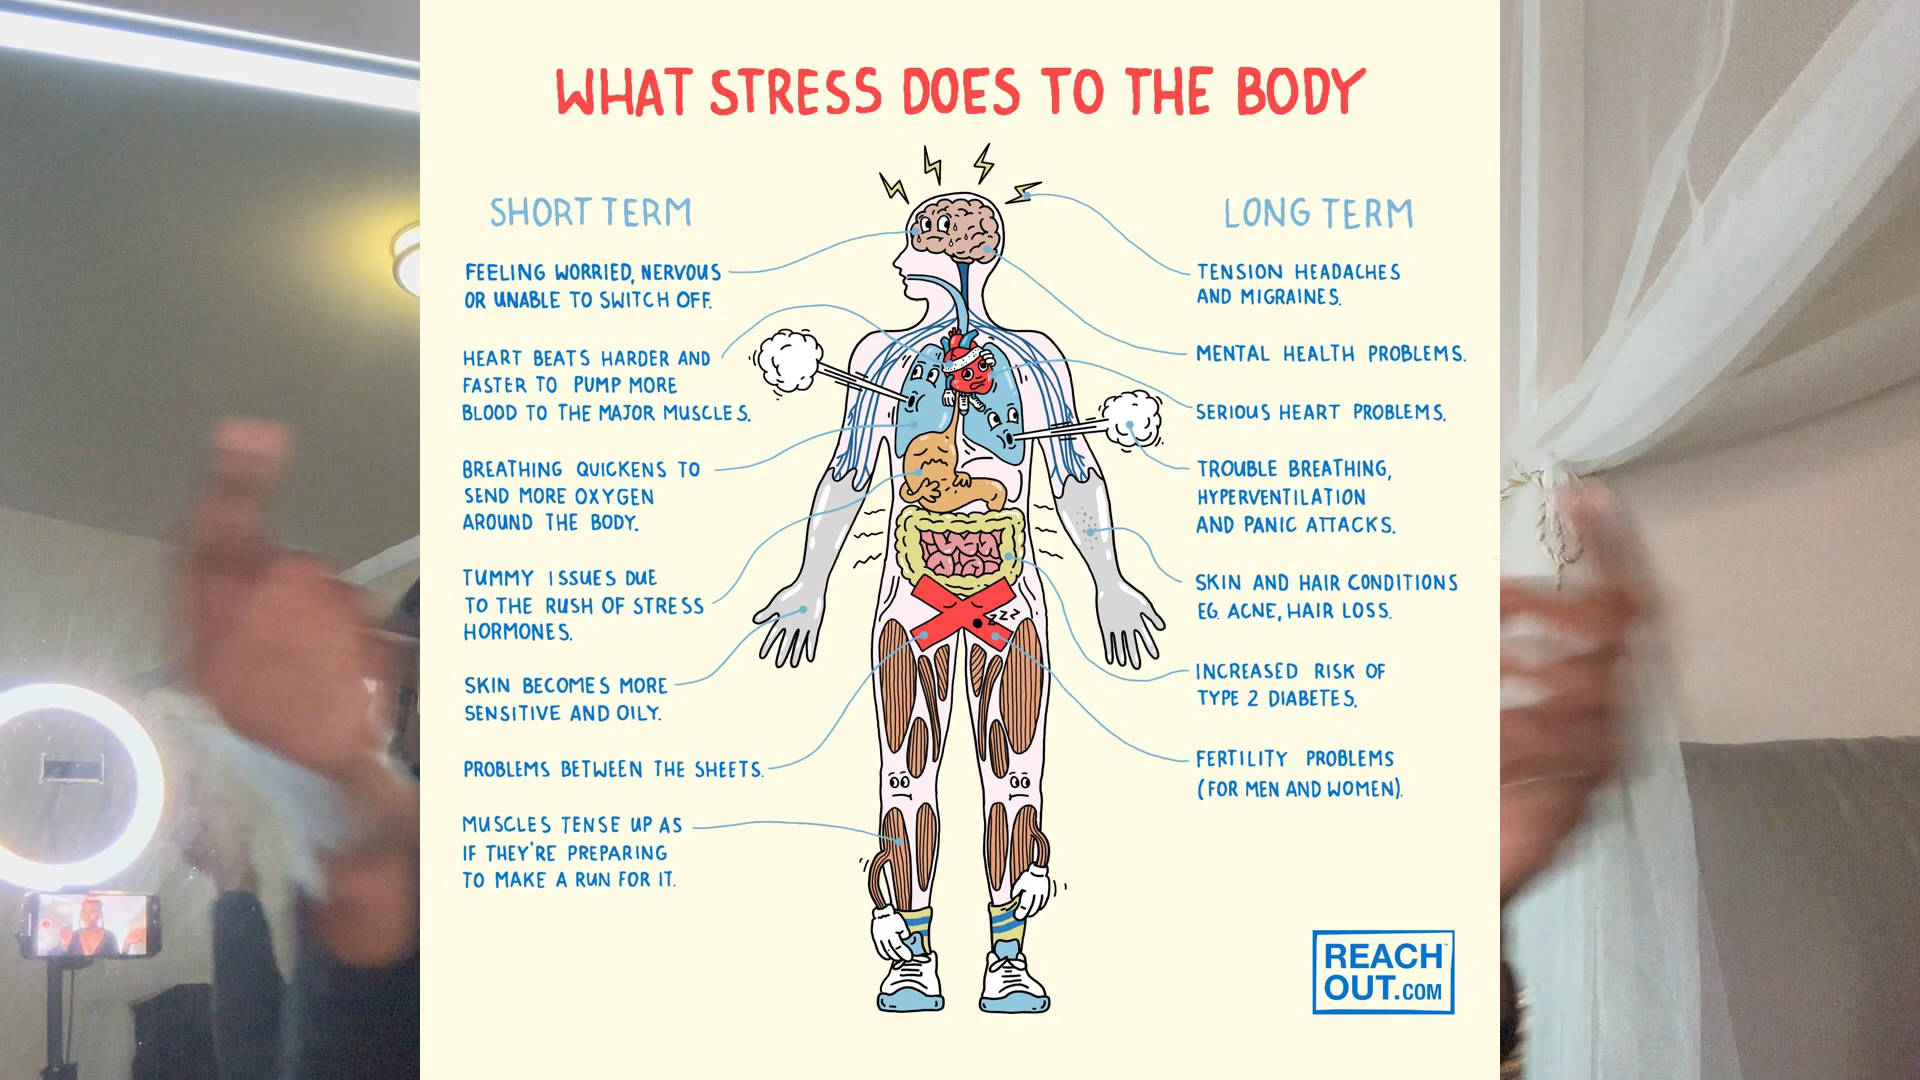 WHAT STRESS DOES TO THE BODY
SHORT TERM
FEELING WORRIED, NERVOUS
OR UNABLE TO SWITCH OFF.
HEART BEATS HARDER AND
FASTER TO PUMP MORE
BLOOD TO THE MAJOR MUSCLES.
BREATHING QUICKENS TO
SEND MORE OXYGEN
AROUND THE BODY.
TUMMY ISSUES DUE
TO THE RUSH OF STRESS
HORMONES.
SKIN BECOMES MORE
SENSITIVE AND OILY.
PROBLEMS BETWEEN THE SHEETS.
MUSCLES TENSE UP AS
IF THEY'RE PREPARING
TO MAKE A RUN FOR IT.
LONG TERM
TENSION HEADACHES
AND MIGRAINES.
MENTAL HEALTH PROBLEMS.
SERIOUS HEART PROBLEMS.
TROUBLE BREATHING,
HYPERVENTILATION
AND PANIC ATTACKS.
SKIN AND HAIR CONDITIONS
EG. ACNE, HAIR LOSS.
INCREASED RISK OF
TYPE 2 DIABETES.
FERTILITY PROBLEMS
(FOR MEN AND WOMEN).
ZZZ
REACH™
OUT.COM